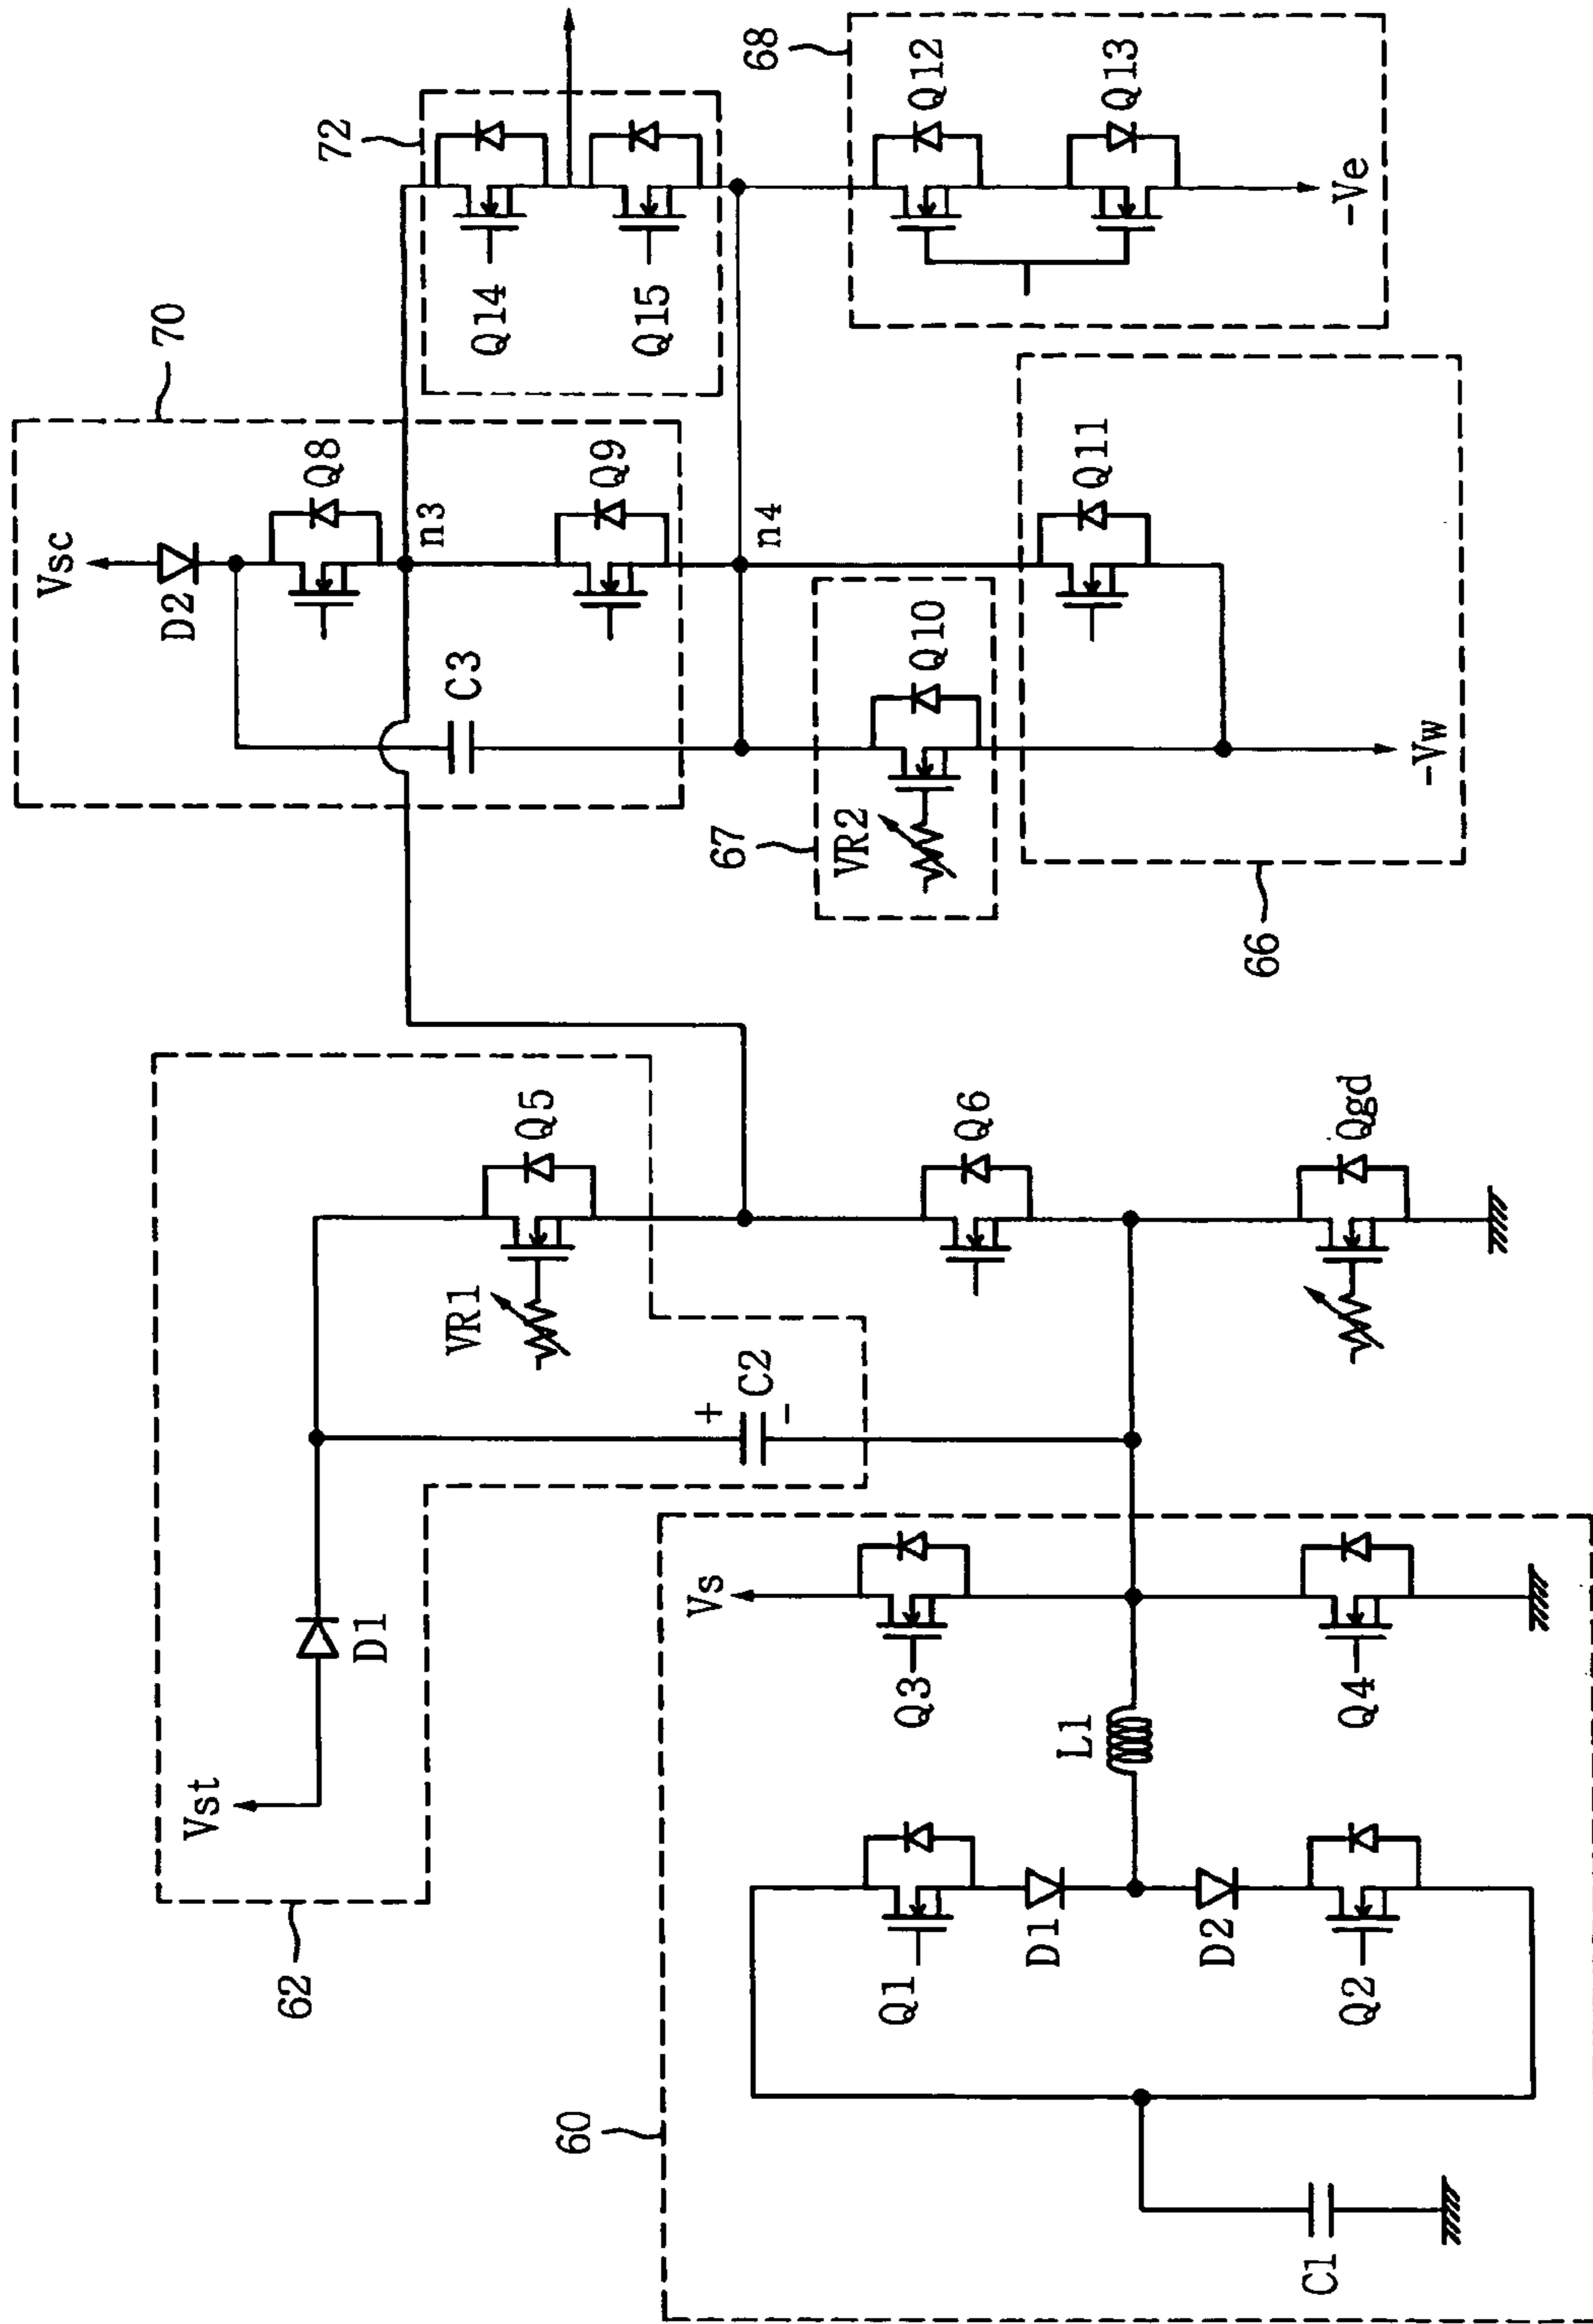 60
C1
Q1
D1
D2
Q2
L1
Vs
Q3
Q4
62
Vst
D1
+
C2
-
VR1
Q5
Q6
Qgd
70
Vsc
D2
Q8
C3
n3
Q9
n4
67
VR2
Q10
66
Q11
-Vw
72
Q14
Q15
68
Q12
Q13
-Ve